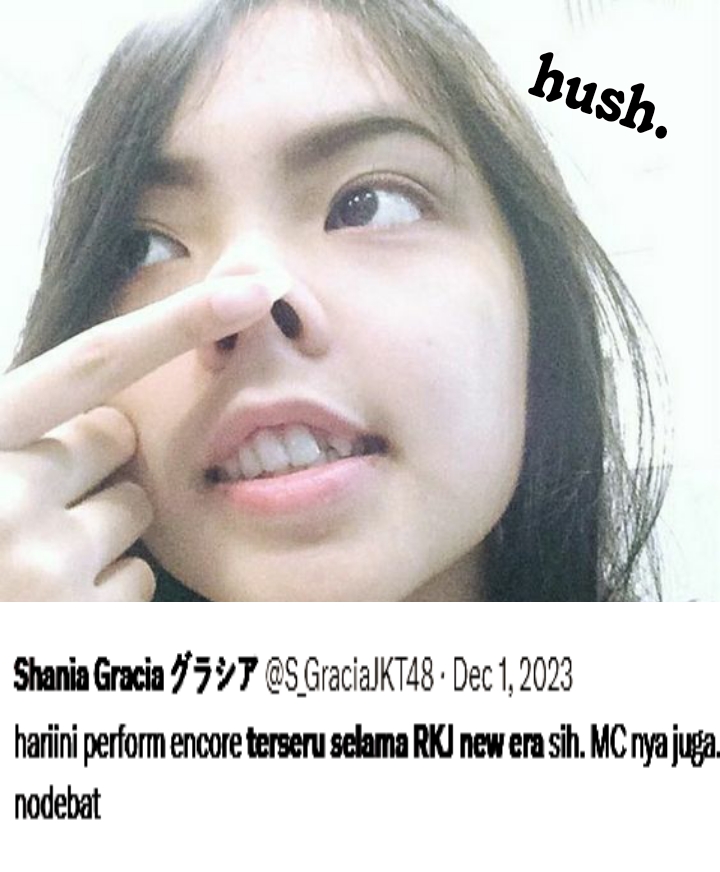 hush.
Shania Gracia グラシア @S_GraciaJKT48 · Dec 1, 2023
hariini perform encore terseru selama RKJ new era sih. MC nya juga.
nodebat